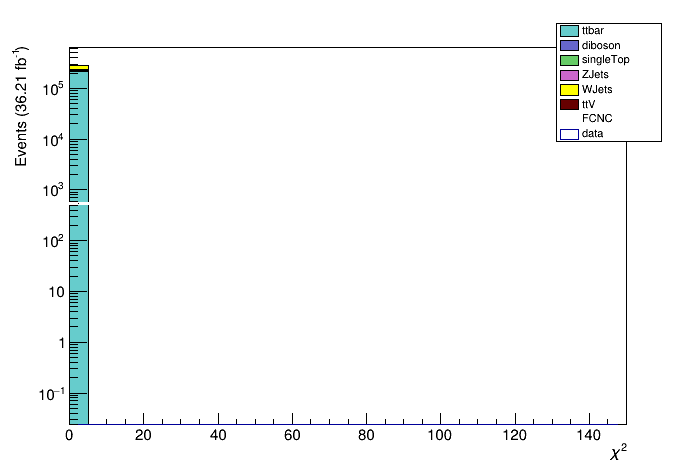 ttbar
diboson
singleTop
ZJets
WJets
ttV
FCNC
data
Events (36.21 fb⁻¹)
10⁵
10⁴
10³
10²
10
1
10⁻¹
0 20 40 60 80 100 120 140
χ²